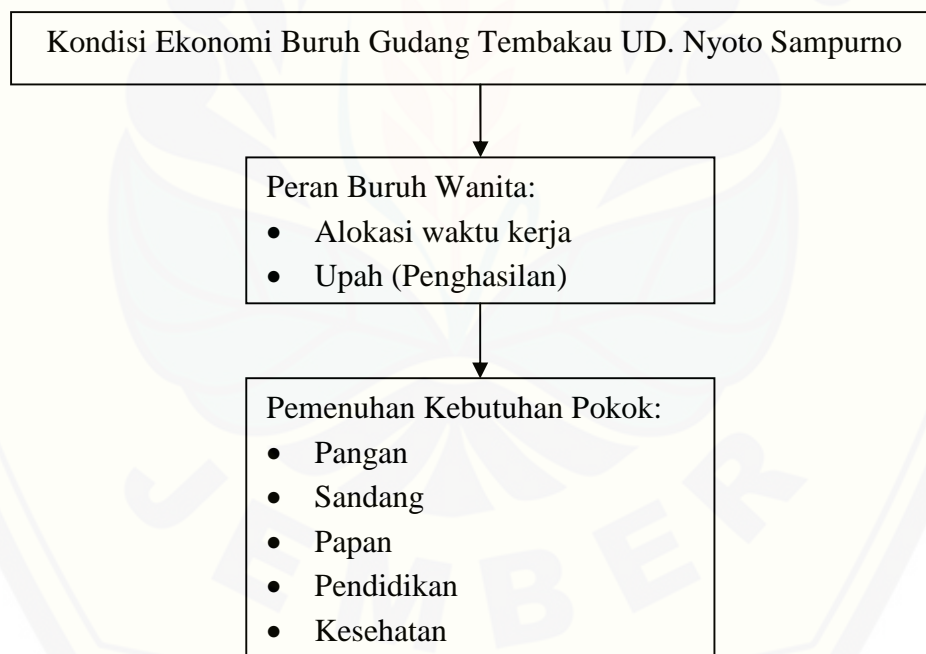 Kondisi Ekonomi Buruh Gudang Tembakau UD. Nyoto Sampurno
Peran Buruh Wanita:
• Alokasi waktu kerja
• Upah (Penghasilan)
Pemenuhan Kebutuhan Pokok:
• Pangan
• Sandang
• Papan
• Pendidikan
• Kesehatan
JEMBER